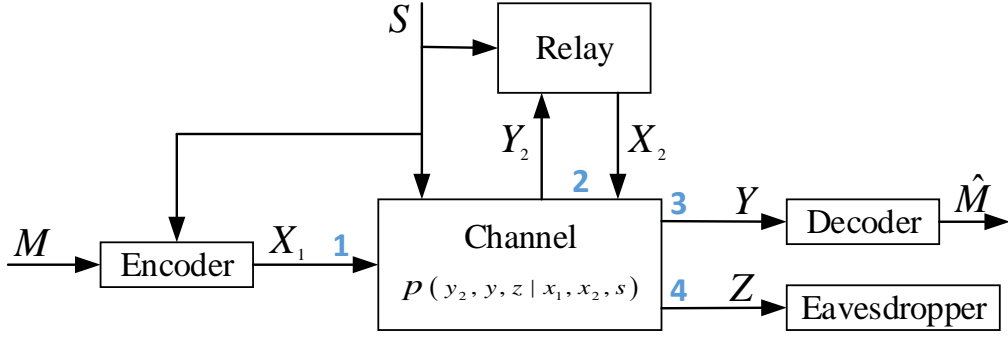 S
Relay
Y₂
X₂
2
M
Encoder
X₁
1
Channel
p(y₂, y, z | x₁, x₂, s)
3
Y
Decoder
M̂
4
Z
Eavesdropper